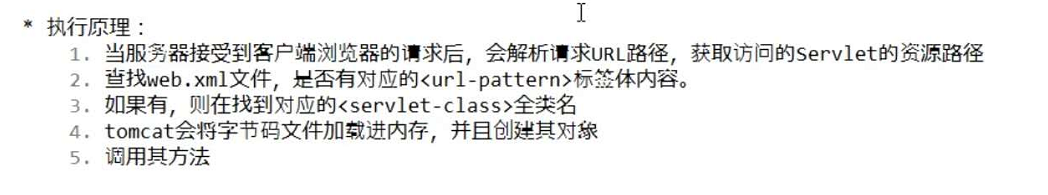 * 执行原理：
1. 当服务器接受到客户端浏览器的请求后，会解析请求URL路径，获取访问的Servlet的资源路径
2. 查找web.xml文件，是否有对应的<url-pattern>标签体内容。
3. 如果有，则在找到对应的<servlet-class>全类名
4. tomcat会将字节码文件加载进内存，并且创建其对象
5. 调用其方法